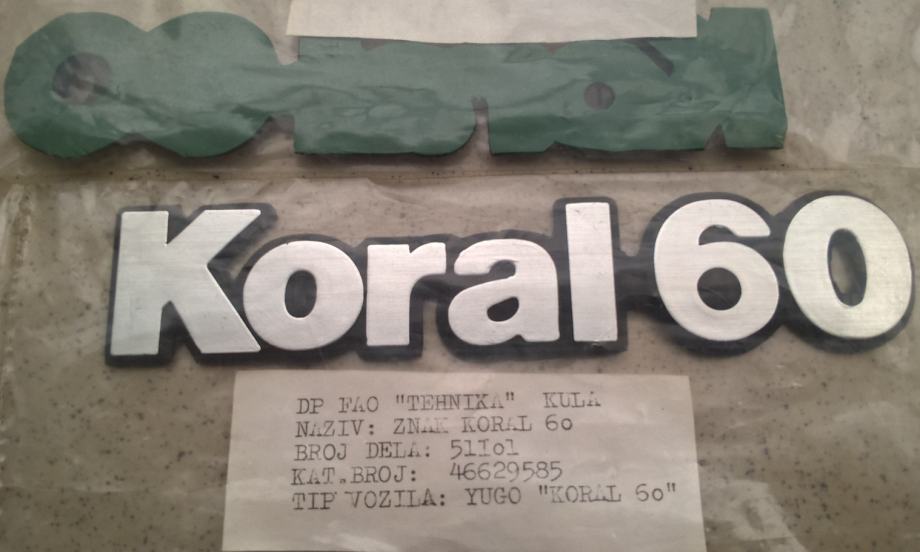 Koral 60
DP FAO "TEHNIKA" KULA
NAZIV: ZNAK KORAL 6o
BROJ DELA: 51Io1
KAT.BROJ: 46629585
TIP VOZILA: YUGO "KORAL 6o"